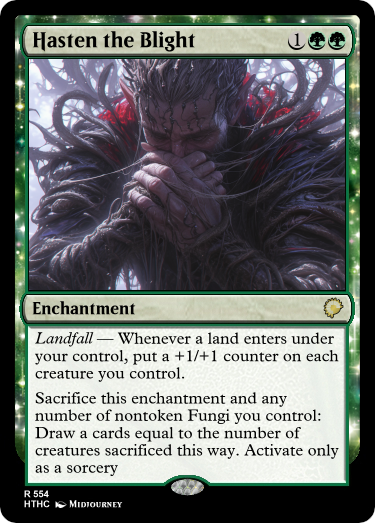 Hasten the Blight 1
Enchantment
Landfall — Whenever a land enters under
your control, put a +1/+1 counter on each
creature you control.
Sacrifice this enchantment and any
number of nontoken Fungi you control:
Draw a cards equal to the number of
creatures sacrificed this way. Activate only
as a sorcery
R 554
HTHC MIDJOURNEY